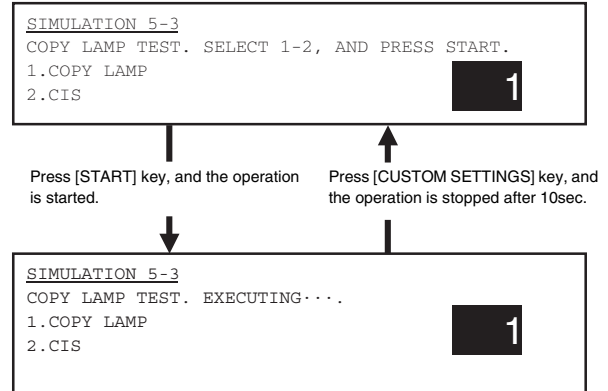 SIMULATION 5-3
COPY LAMP TEST. SELECT 1-2, AND PRESS START.
1.COPY LAMP
2.CIS
1
Press [START] key, and the operation
is started.
Press [CUSTOM SETTINGS] key, and
the operation is stopped after 10sec.
SIMULATION 5-3
COPY LAMP TEST. EXECUTING···.
1.COPY LAMP
2.CIS
1